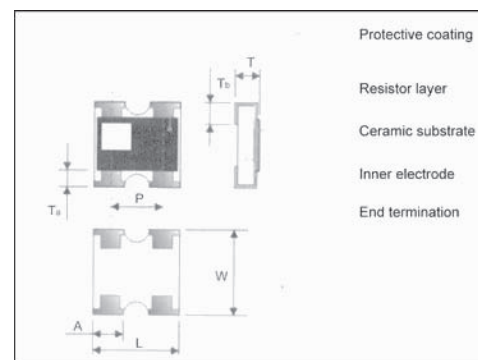 Protective coating
T
Tb
Resistor layer
Ceramic substrate
Inner electrode
Ta
P
End termination
W
A
L